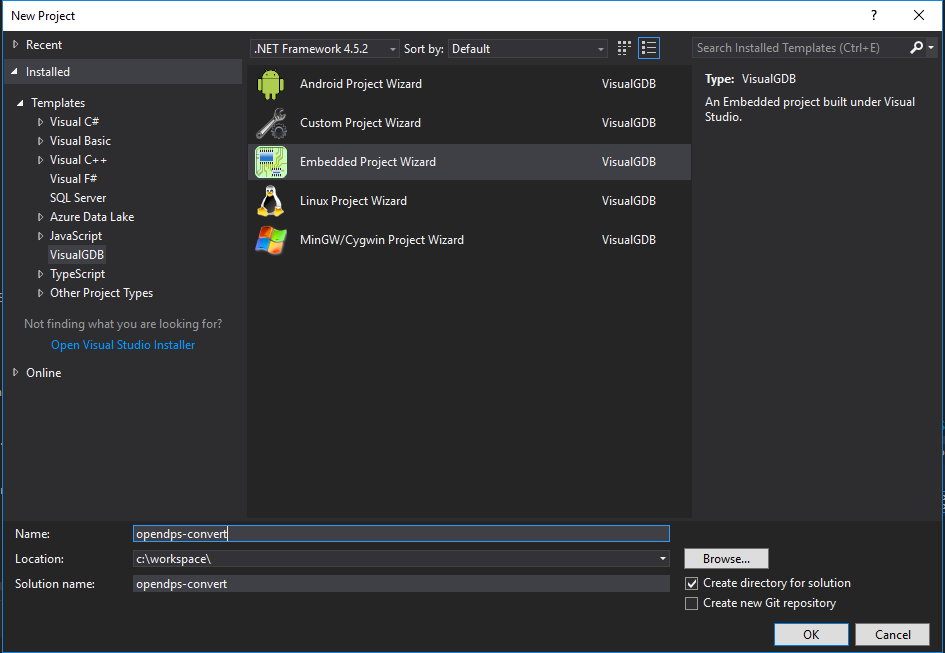 New Project
?
Recent
Installed
Templates
Visual C#
Visual Basic
Visual C++
Visual F#
SQL Server
Azure Data Lake
JavaScript
VisualGDB
TypeScript
Other Project Types
Not finding what you are looking for?
Open Visual Studio Installer
Online
.NET Framework 4.5.2 Sort by: Default
Android Project Wizard VisualGDB
Custom Project Wizard VisualGDB
Embedded Project Wizard VisualGDB
Linux Project Wizard VisualGDB
MinGW/Cygwin Project Wizard VisualGDB
Search Installed Templates (Ctrl+E)
Type: VisualGDB
An Embedded project built under Visual
Studio.
Name: opendps-convert
Location: c:\workspace\
Solution name: opendps-convert
Browse...
Create directory for solution
Create new Git repository
OK Cancel